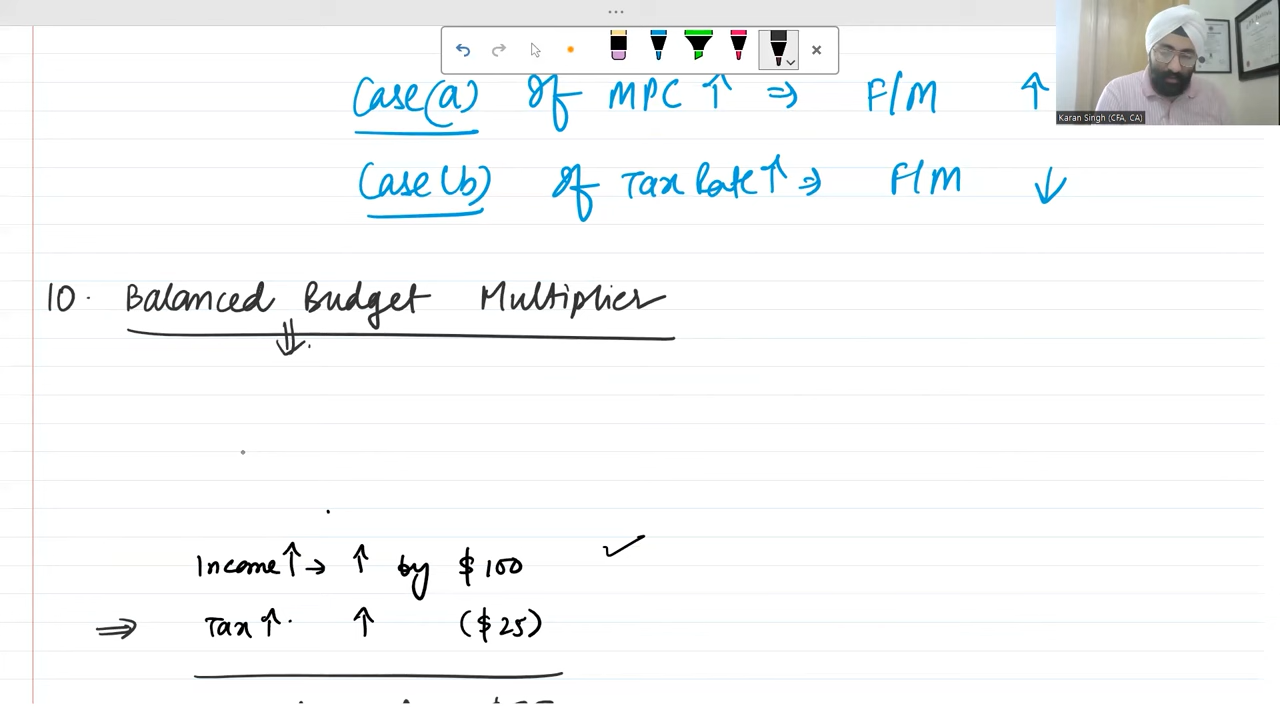 Case(a) If MPC ↑ ⇒ F/M ↑
Karan Singh (CFA, CA)
Case(b) If Tax Rate ↑ ⇒ F/M ↓
10. Balanced Budget Multiplier
⇓
Income ↑ → ↑ by $100 ✓
⇒ Tax ↑ ↑ ($25)